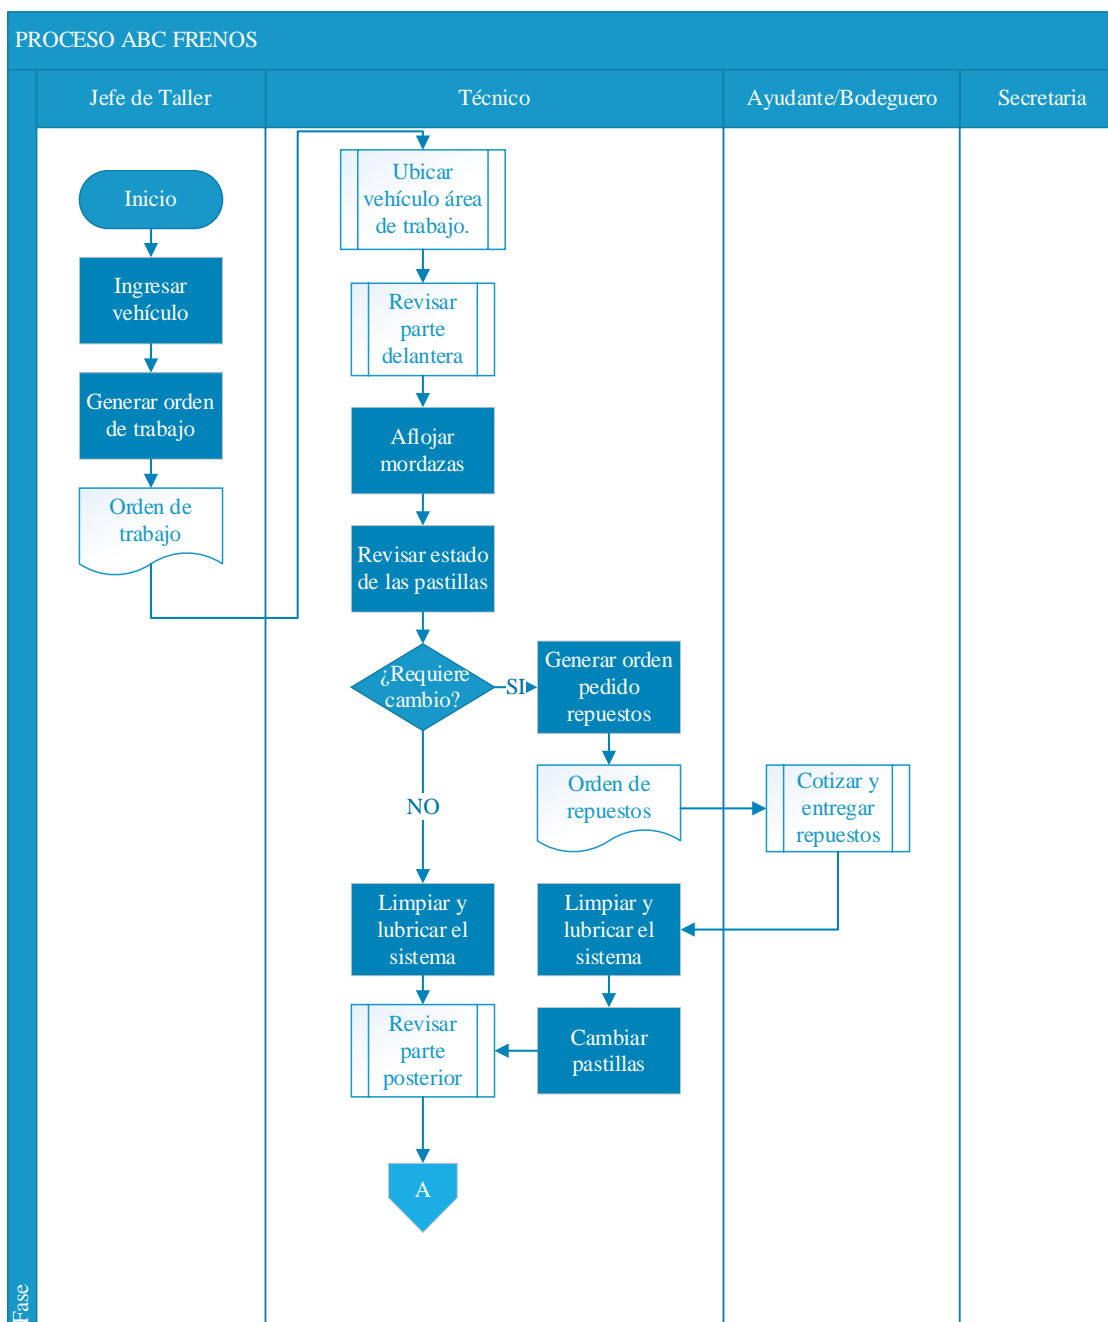 PROCESO ABC FRENOS
Jefe de Taller
Técnico
Ayudante/Bodeguero
Secretaria
Inicio
Ingresar
vehículo
Generar orden
de trabajo
Orden de
trabajo
Ubicar
vehículo área
de trabajo.
Revisar
parte
delantera
Aflojar
mordazas
Revisar estado
de las pastillas
¿Requiere
cambio?
SI
Generar orden
pedido
repuestos
Orden de
repuestos
Cotizar y
entregar
repuestos
NO
Limpiar y
lubricar el
sistema
Limpiar y
lubricar el
sistema
Revisar
parte
posterior
Cambiar
pastillas
A
Fase